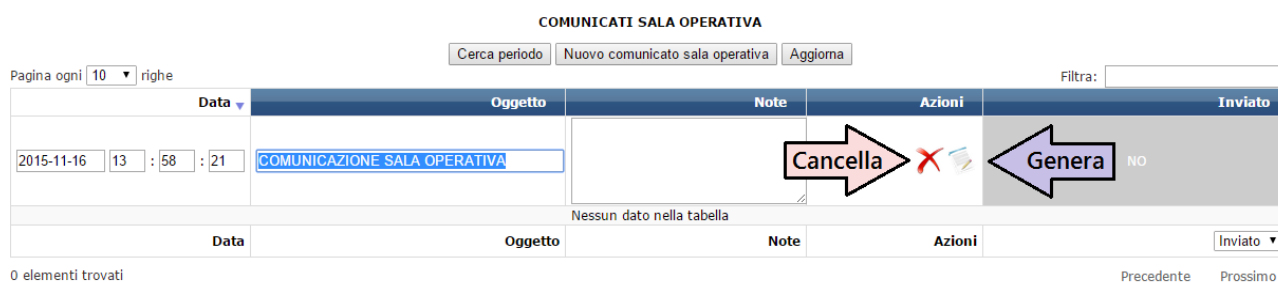 COMUNICATI SALA OPERATIVA
Cerca periodo Nuovo comunicato sala operativa Aggiorna
Pagina ogni 10 righe Filtra:
Data Oggetto Note Azioni Inviato
2015-11-16 13 : 58 : 21 COMUNICAZIONE SALA OPERATIVA Cancella Genera NO
Nessun dato nella tabella
Data Oggetto Note Azioni Inviato
0 elementi trovati Precedente Prossimo